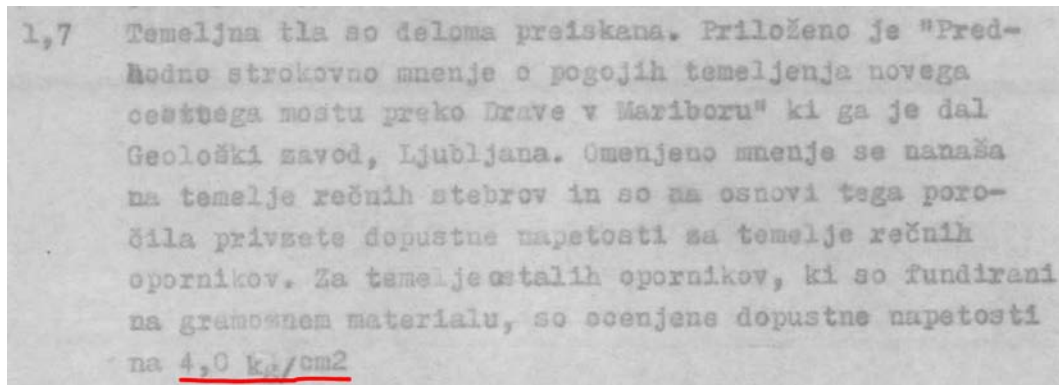 1,7 Temeljna tla so deloma preiskana. Priloženo je "Pred-
hodno strokovno mnenje o pogojih temeljenja novega
cestnega mostu preko Drave v Mariboru" ki ga je dal
Geološki zavod, Ljubljana. Omenjeno mnenje se nanaša
na temelje rečnih stebrov in so na osnovi tega poro-
čila privzete dopustne napetosti za temelje rečnih
opornikov. Za temelje ostalih opornikov, ki so fundirani
na gramoznem materialu, so ocenjene dopustne napetosti
na 4,0 kg/cm2